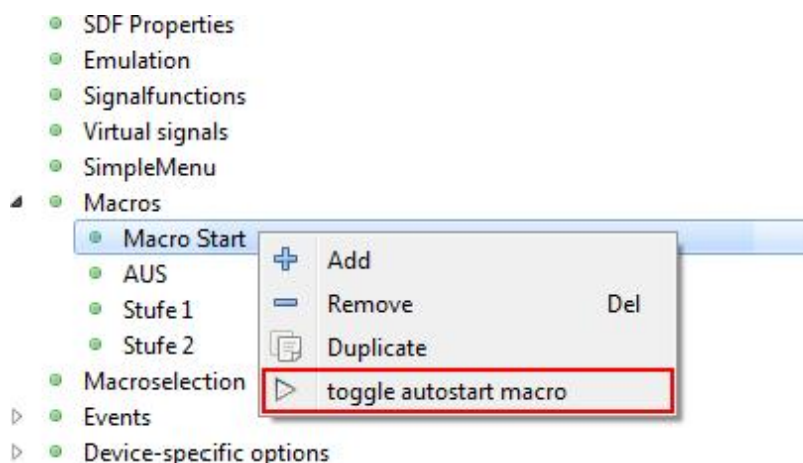 SDF Properties
Emulation
Signalfunctions
Virtual signals
SimpleMenu
Macros
Macro Start
Add
AUS
Remove Del
Stufe 1
Stufe 2
Duplicate
Macroselection
toggle autostart macro
Events
Device-specific options